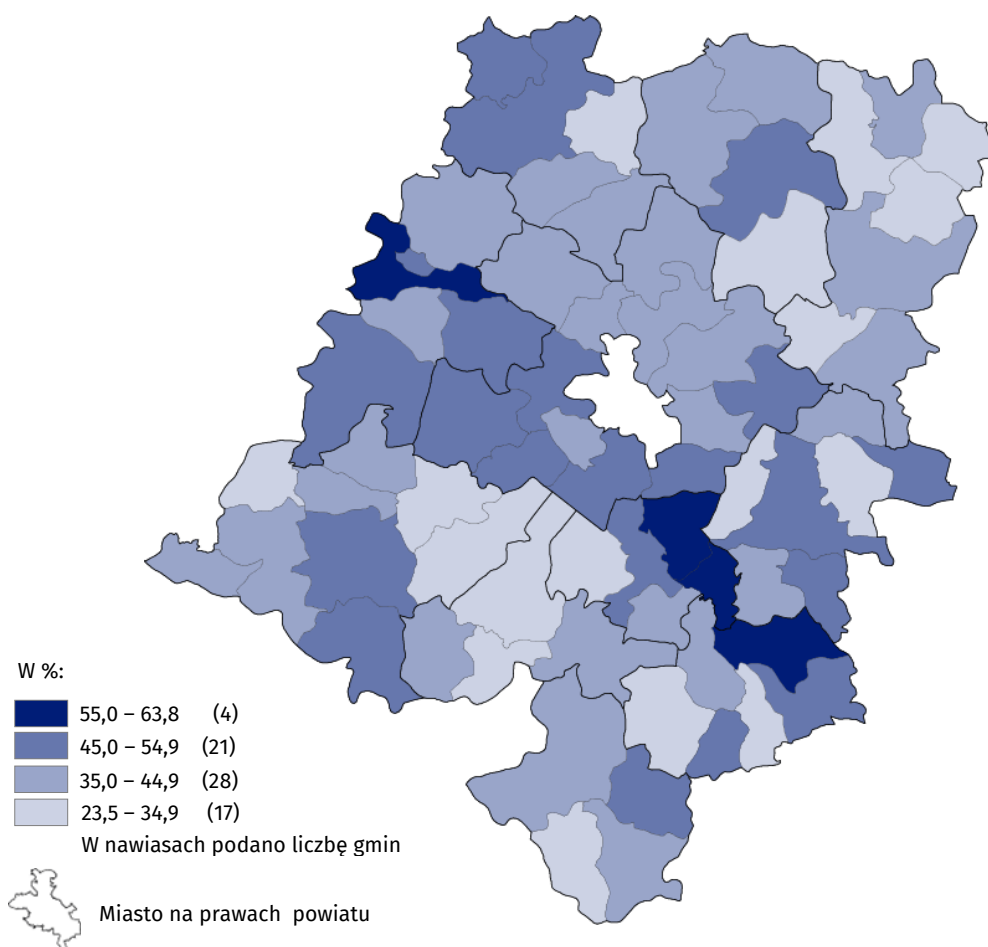 W %:
55,0 – 63,8 (4)
45,0 – 54,9 (21)
35,0 – 44,9 (28)
23,5 – 34,9 (17)
W nawiasach podano liczbę gmin
Miasto na prawach powiatu